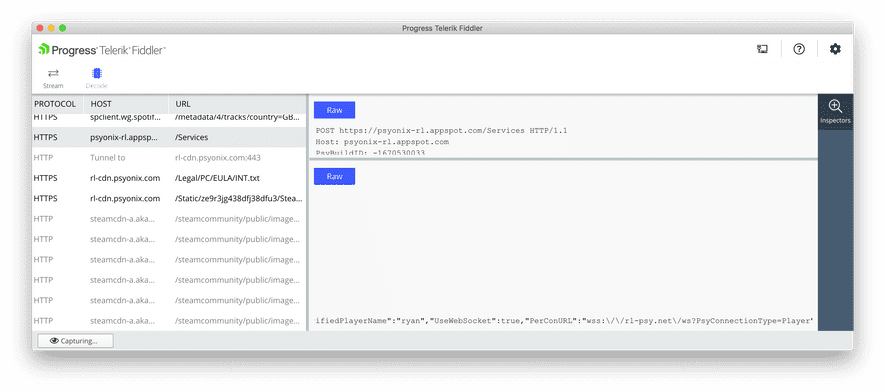 Progress Telerik Fiddler
Progress® Telerik® Fiddler™
Stream
Decode
PROTOCOL HOST URL
HTTPS spclient.wg.spotif... /metadata/4/tracks?country=GB...
HTTPS psyonix-rl.appsp... /Services
HTTP Tunnel to rl-cdn.psyonix.com:443
HTTPS rl-cdn.psyonix.com /Legal/PC/EULA/INT.txt
HTTPS rl-cdn.psyonix.com /Static/ze9r3jg438dfj38dfu3/Stea...
HTTP steamcdn-a.aka... /steamcommunity/public/image...
HTTP steamcdn-a.aka... /steamcommunity/public/image...
HTTP steamcdn-a.aka... /steamcommunity/public/image...
HTTP steamcdn-a.aka... /steamcommunity/public/image...
HTTP steamcdn-a.aka... /steamcommunity/public/image...
HTTP steamcdn-a.aka... /steamcommunity/public/image...
Capturing...
Raw
POST https://psyonix-rl.appspot.com/Services HTTP/1.1
Host: psyonix-rl.appspot.com
PsyBuildID: -1670530033
Raw
ifiedPlayerName":"ryan","UseWebSocket":true,"PerConURL":"wss:\/\/rl-psy.net\/ws?PsyConnectionType=Player"
Inspectors